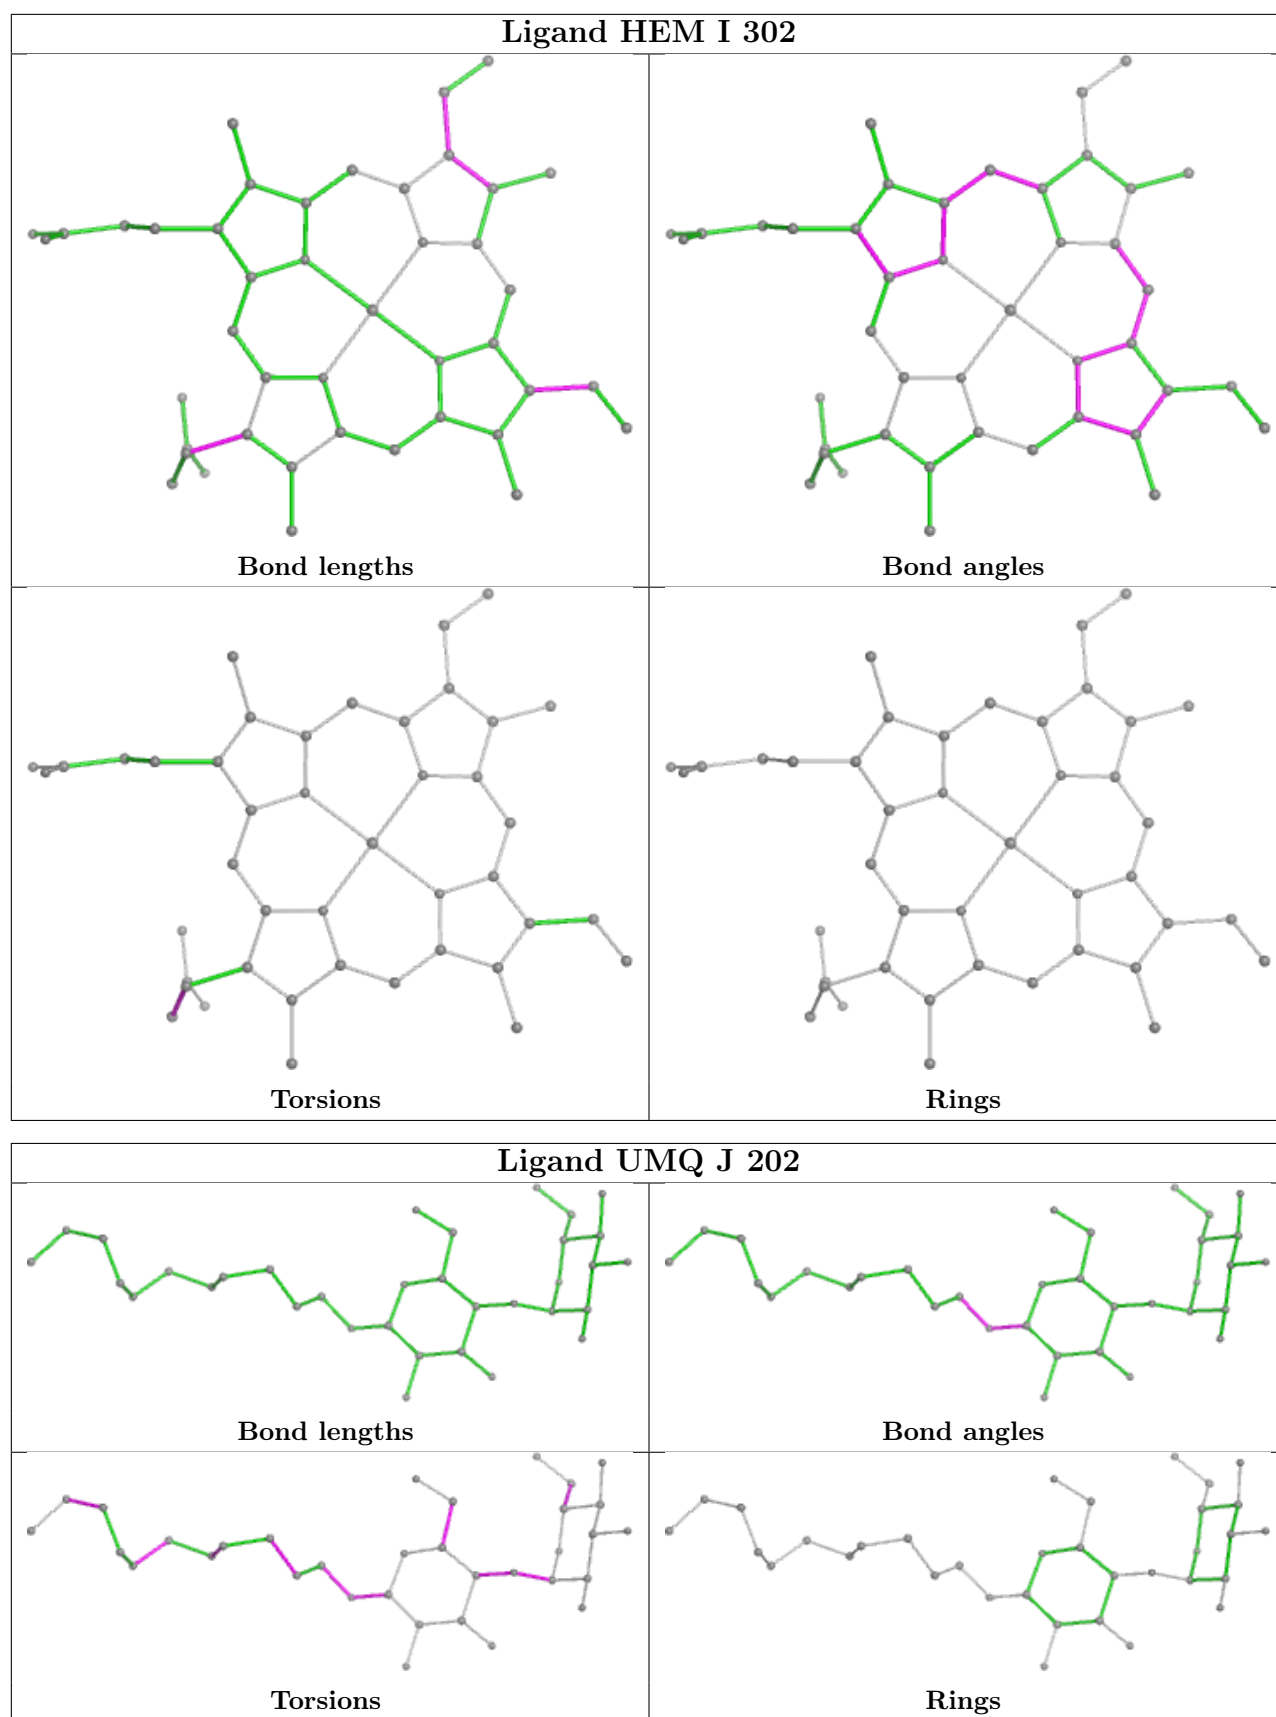 Ligand HEM I 302
Bond lengths
Bond angles
Torsions
Rings
Ligand UMQ J 202
Bond lengths
Bond angles
Torsions
Rings